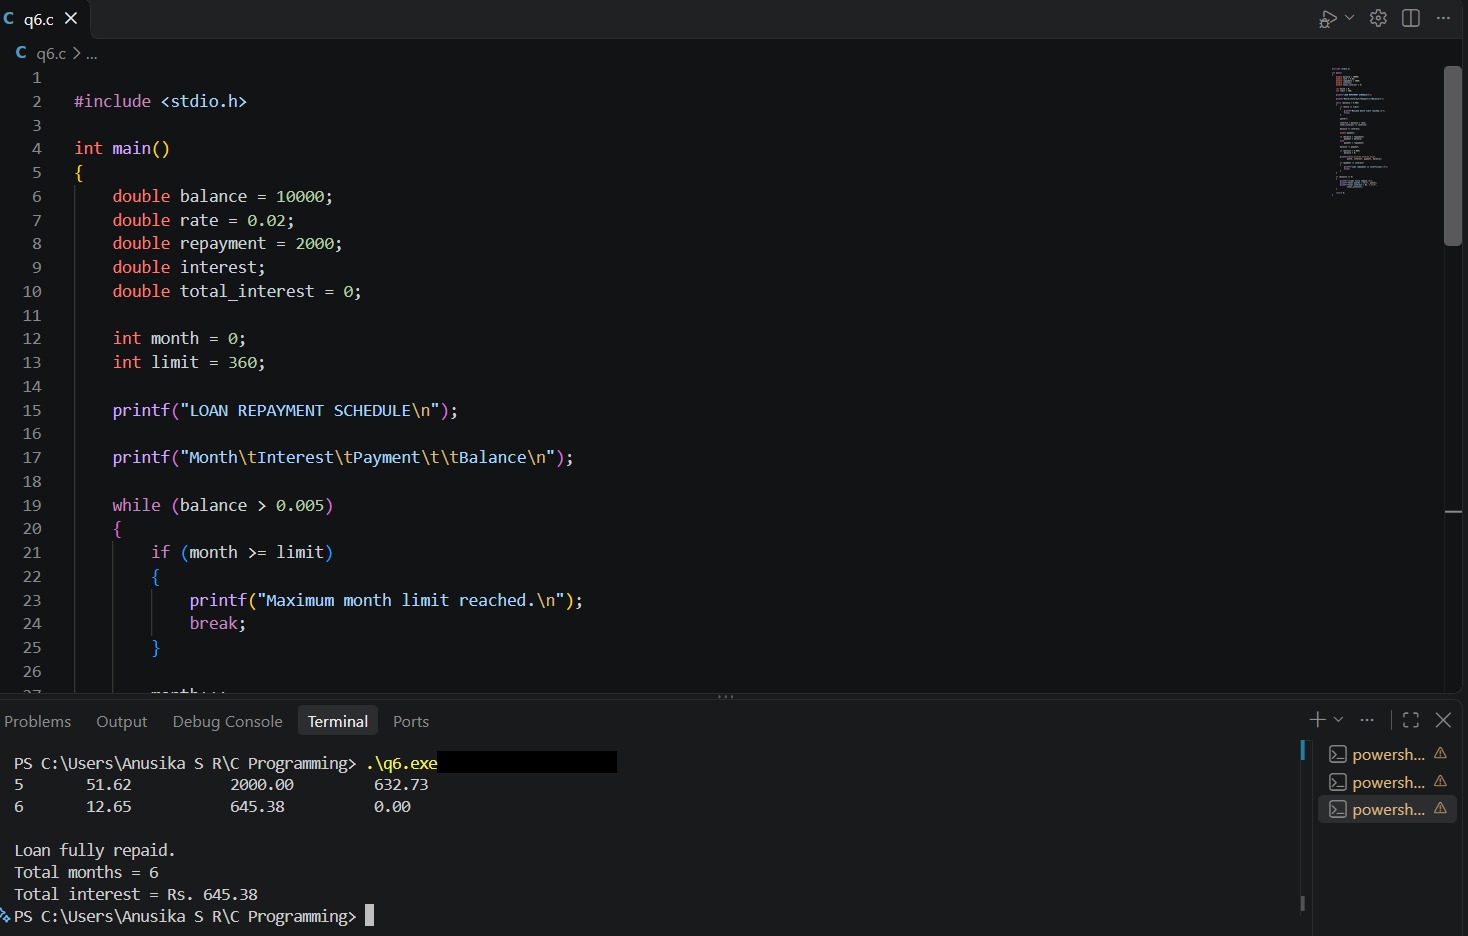 C q6.c ×
C q6.c > ...
1
2 #include <stdio.h>
3
4 int main()
5 {
6 double balance = 10000;
7 double rate = 0.02;
8 double repayment = 2000;
9 double interest;
10 double total_interest = 0;
11
12 int month = 0;
13 int limit = 360;
14
15 printf("LOAN REPAYMENT SCHEDULE\n");
16
17 printf("Month\tInterest\tPayment\t\tBalance\n");
18
19 while (balance > 0.005)
20 {
21 if (month >= limit)
22 {
23 printf("Maximum month limit reached.\n");
24 break;
25 }
26
Problems Output Debug Console Terminal Ports
PS C:\Users\Anusika S R\C Programming> .\q6.exe
5 51.62 2000.00 632.73
6 12.65 645.38 0.00
Loan fully repaid.
Total months = 6
Total interest = Rs. 645.38
PS C:\Users\Anusika S R\C Programming>
powersh...
powersh...
powersh...